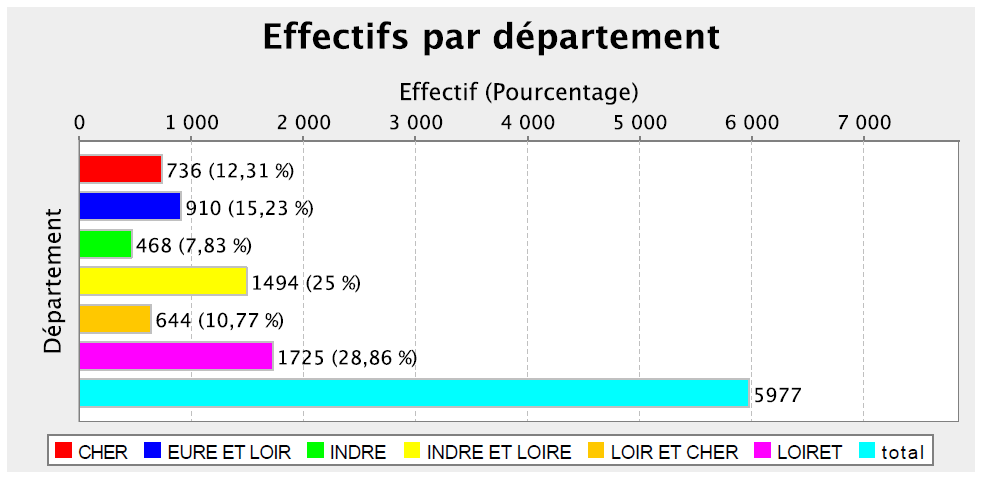 Effectifs par département
Effectif (Pourcentage)
0 1 000 2 000 3 000 4 000 5 000 6 000 7 000
Département
736 (12,31 %)
910 (15,23 %)
468 (7,83 %)
1494 (25 %)
644 (10,77 %)
1725 (28,86 %)
5977
CHER EURE ET LOIR INDRE INDRE ET LOIRE LOIR ET CHER LOIRET total